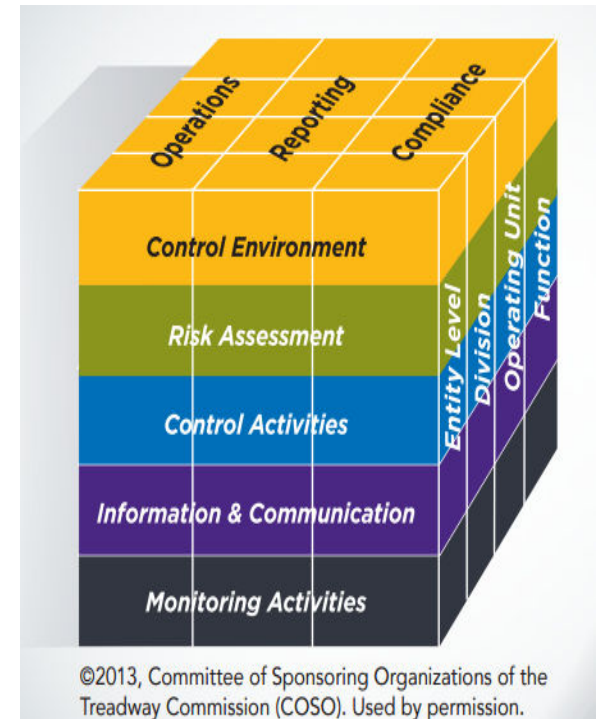 Operations
Reporting
Compliance
Control Environment
Risk Assessment
Control Activities
Information & Communication
Monitoring Activities
Entity Level
Division
Operating Unit
Function
©2013, Committee of Sponsoring Organizations of the
Treadway Commission (COSO). Used by permission.